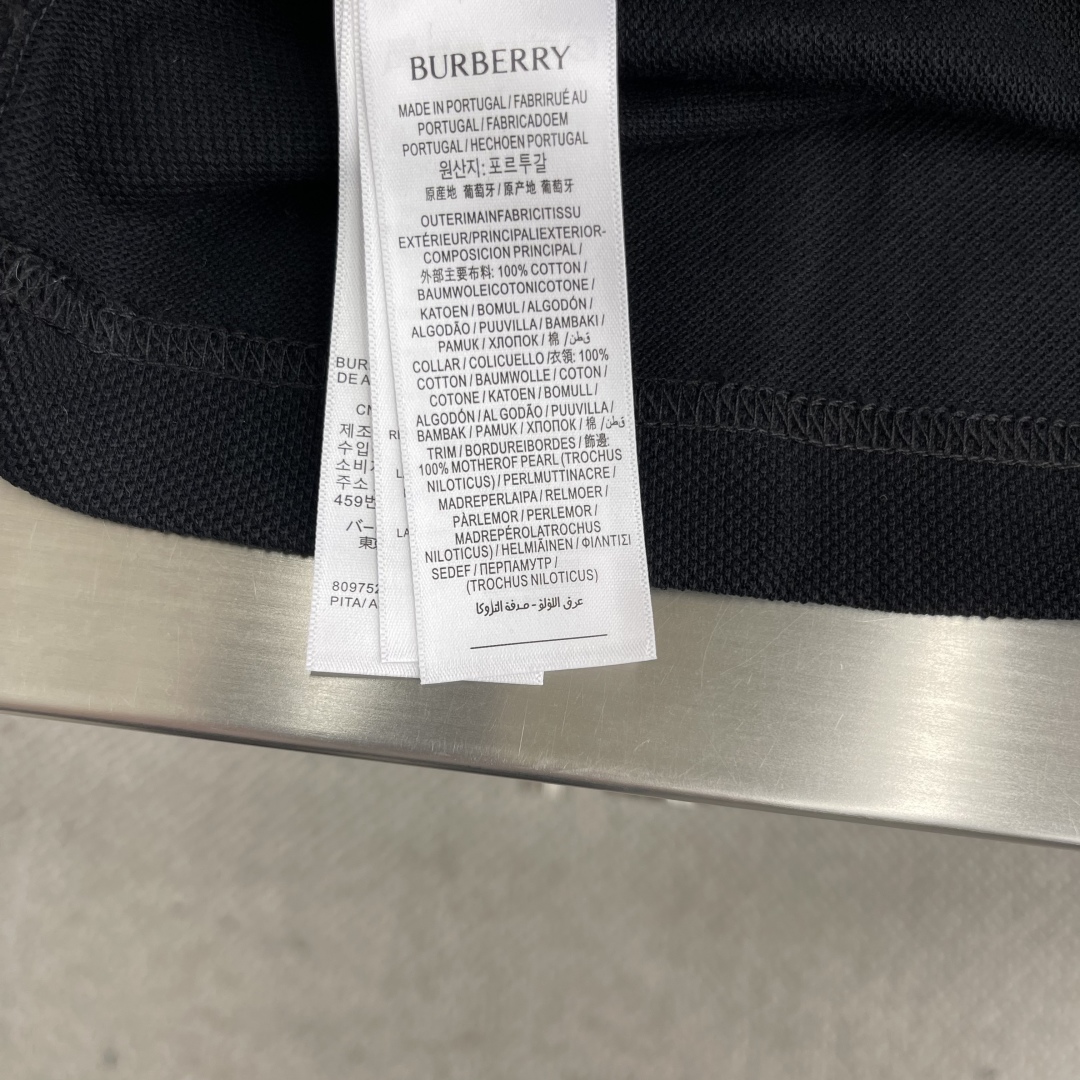 BURBERRY
MADE IN PORTUGAL / FABRIRUÉ AU
PORTUGAL / FABRICADOEM
PORTUGAL / HECHOEN PORTUGAL
원산지: 포르투갈
原産地 葡萄牙 / 原产地 葡萄牙
OUTERIMAINFABRICITISSU
EXTÉRIEUR/PRINCIPALIEXTERIOR-
COMPOSICION PRINCIPAL /
外部主要布料: 100% COTTON /
BAUMWOLEICOTONICOTONE /
KATOEN / BOMUL / ALGODÓN /
ALGODÃO / PUUVILLA / BAMBAKI /
PAMUK / ХЛОПОК / 棉 / قطن
COLLAR / COLICUELLO /衣領: 100%
COTTON / BAUMWOLLE / COTON /
COTONE / KATOEN / BOMULL /
ALGODÓN / AL GODÃO / PUUVILLA /
BAMBAK / PAMUK / ХЛОПОК / 棉 / قطن
TRIM / BORDUREIBORDES / 飾邊:
100% MOTHEROF PEARL (TROCHUS
NILOTICUS) / PERLMUTTINACRE /
MADREPERLAIPA / RELMOER /
PÀRLEMOR / PERLEMOR /
MADREPÉROLATROCHUS
NILOTICUS) / HELMIÄINEN / ΦΙΛΝΤΙΣΙ
SEDEF / ПЕРПАМУТР /
(TROCHUS NILOTICUS)
عرق اللؤلؤ - صدفة التروكا
BUR
DE A
CN
제조
수입
소비
주소
459번
バー
東
809752
PITA/ A
RE
LA